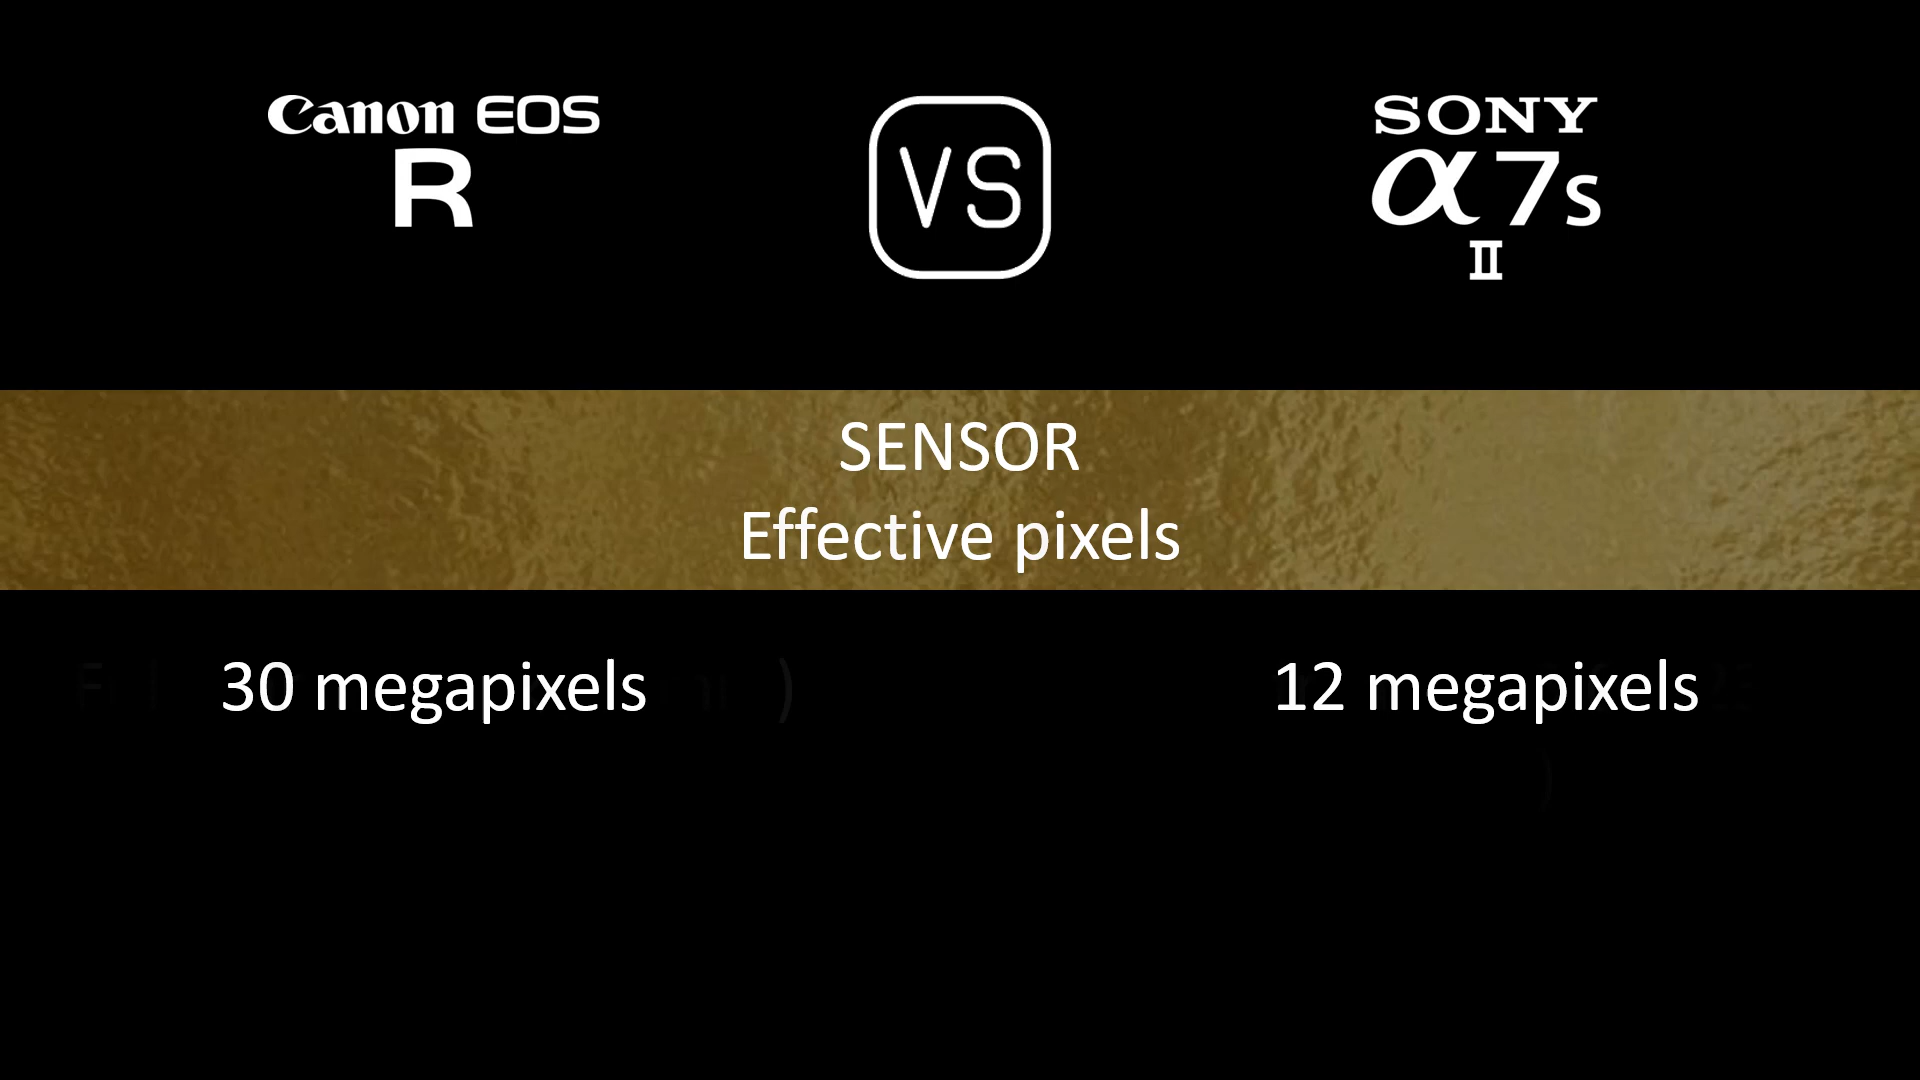 Canon EOS
R
VS
SONY
α7s
II
SENSOR
Effective pixels
30 megapixels
12 megapixels